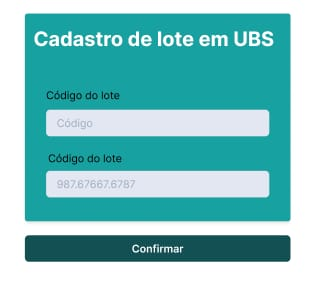 Cadastro de lote em UBS
Código do lote
Código
Código do lote
987.67667.6787
Confirmar